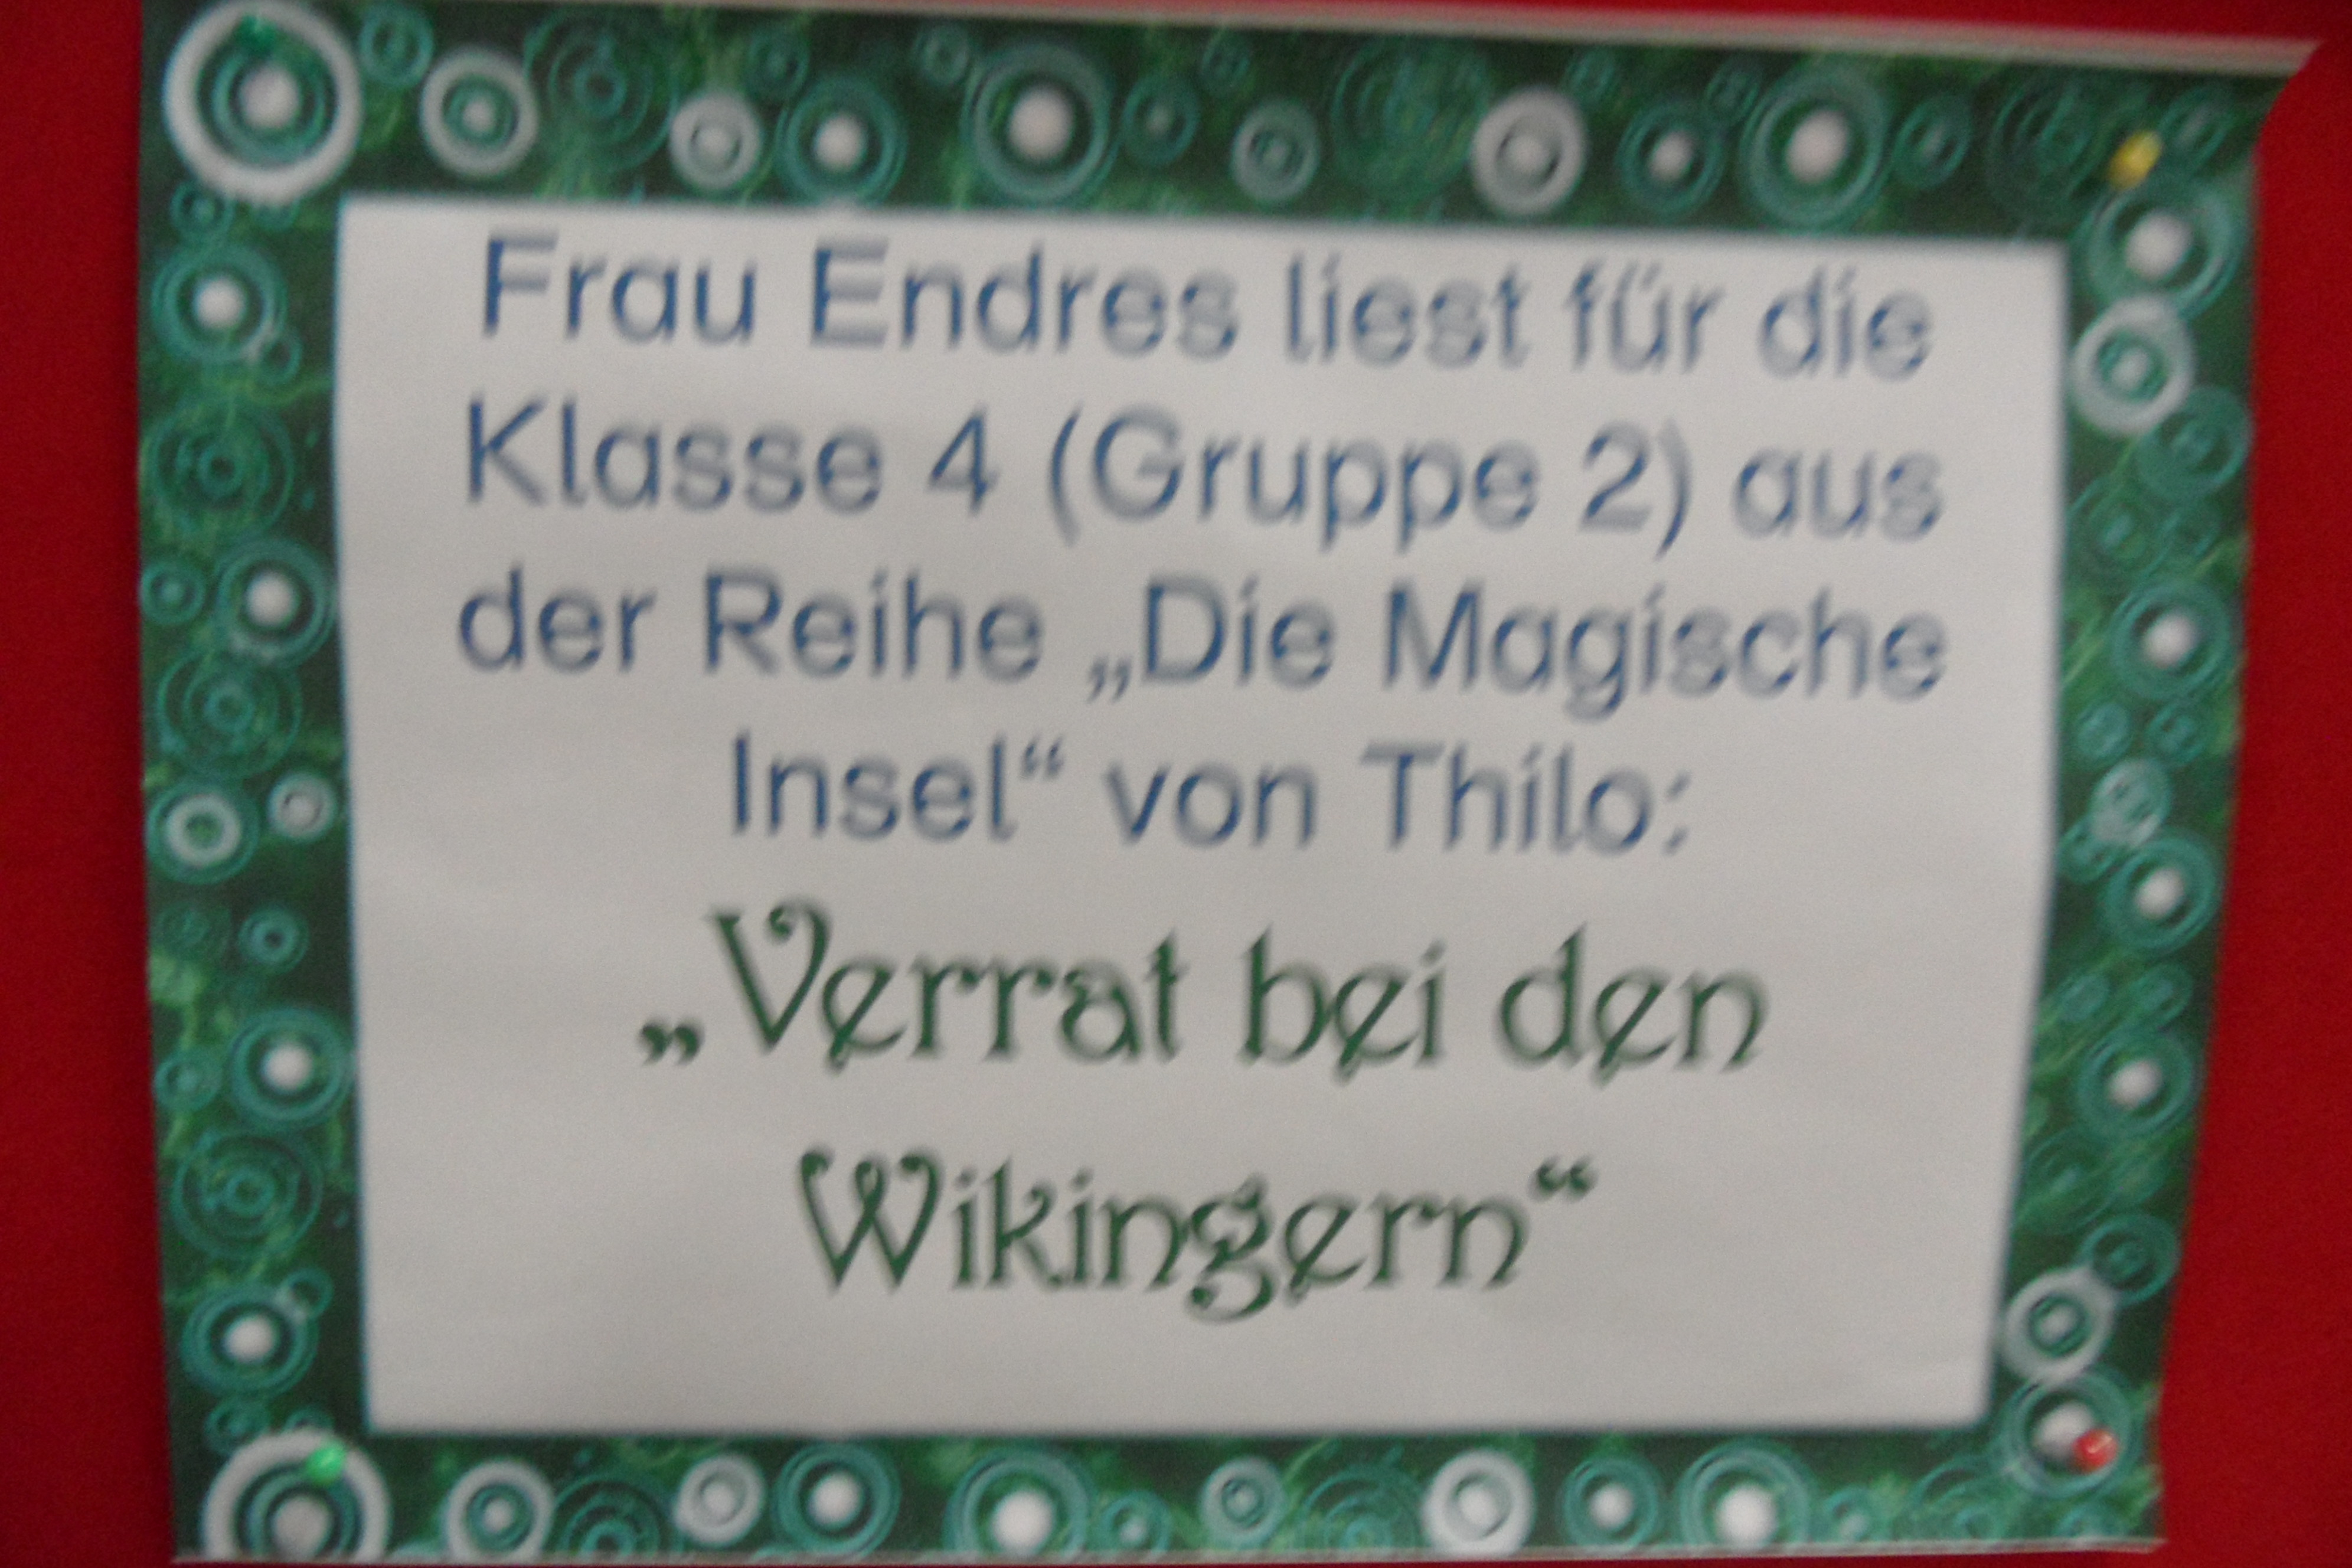 Frau Endres liest für die
Klasse 4 (Gruppe 2) aus
der Reihe „Die Magische
Insel“ von Thilo:
„Verrat bei den
Wikingern“